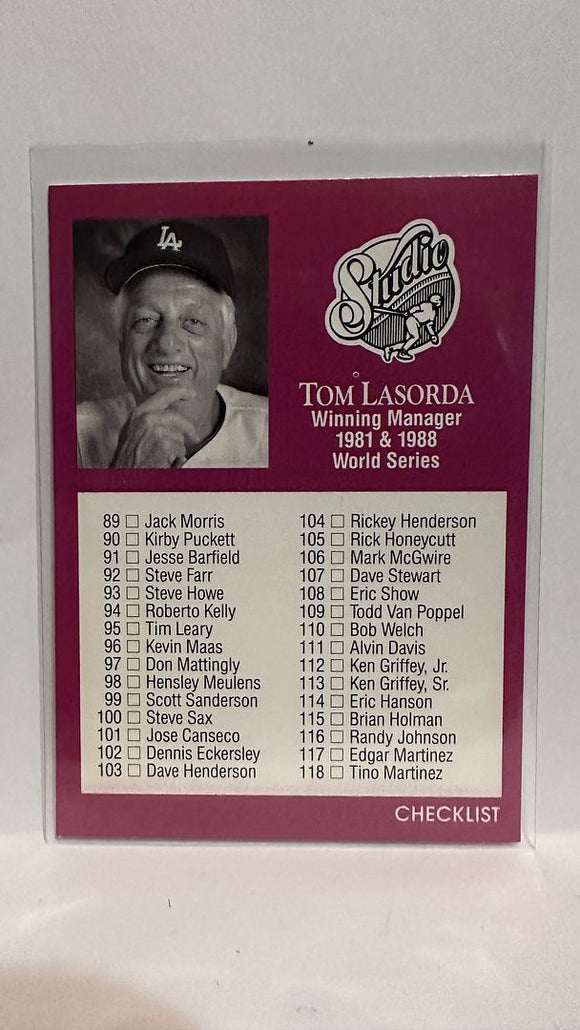 LA
Studio
TOM LASORDA
Winning Manager
1981 & 1988
World Series
89 □ Jack Morris
90 □ Kirby Puckett
91 □ Jesse Barfield
92 □ Steve Farr
93 □ Steve Howe
94 □ Roberto Kelly
95 □ Tim Leary
96 □ Kevin Maas
97 □ Don Mattingly
98 □ Hensley Meulens
99 □ Scott Sanderson
100 □ Steve Sax
101 □ Jose Canseco
102 □ Dennis Eckersley
103 □ Dave Henderson
104 □ Rickey Henderson
105 □ Rick Honeycutt
106 □ Mark McGwire
107 □ Dave Stewart
108 □ Eric Show
109 □ Todd Van Poppel
110 □ Bob Welch
111 □ Alvin Davis
112 □ Ken Griffey, Jr.
113 □ Ken Griffey, Sr.
114 □ Eric Hanson
115 □ Brian Holman
116 □ Randy Johnson
117 □ Edgar Martinez
118 □ Tino Martinez
CHECKLIST